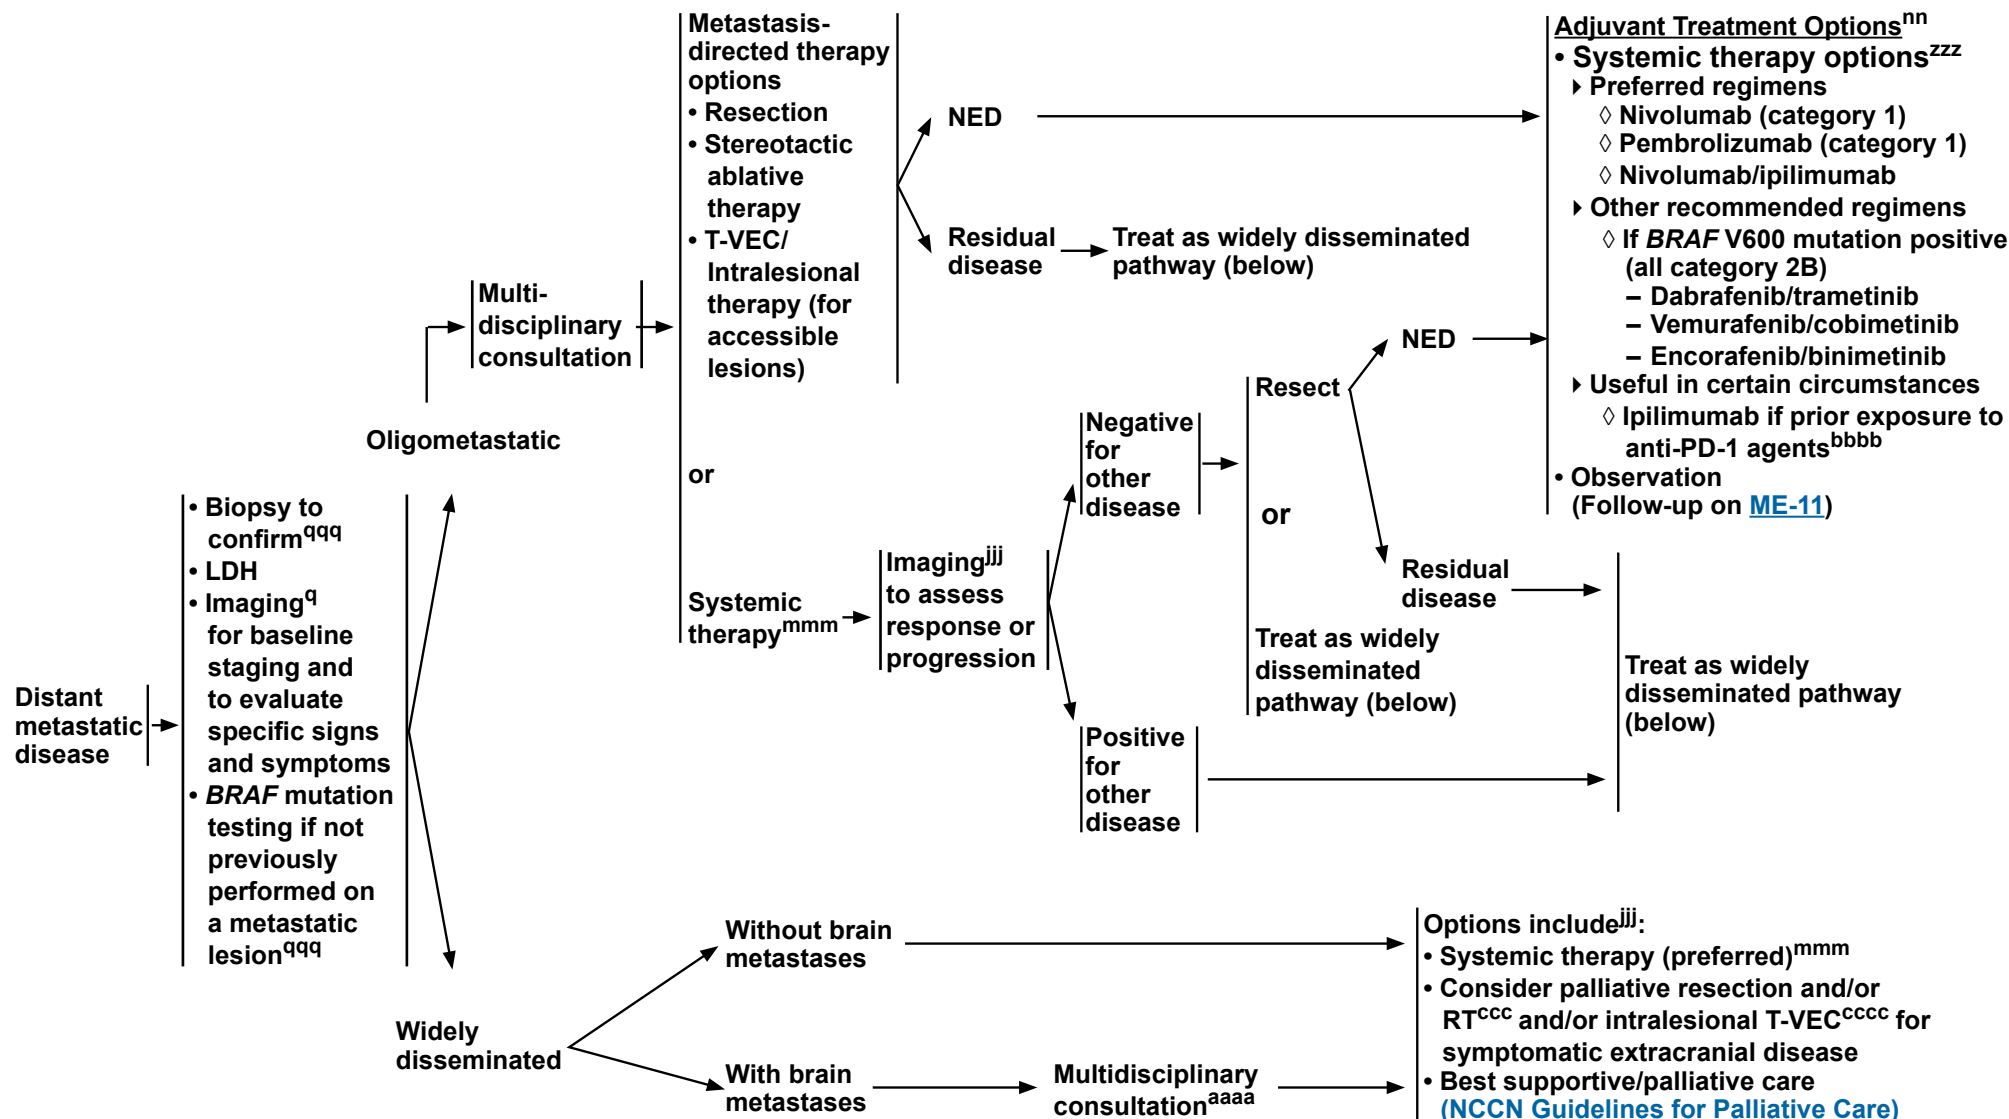 Distant
metastatic
disease
• Biopsy to
confirmqqq
• LDH
• Imagingq
for baseline
staging and
to evaluate
specific signs
and symptoms
• BRAF mutation
testing if not
previously
performed on
a metastatic
lesionqqq
Oligometastatic
Multi-
disciplinary
consultation
Metastasis-
directed therapy
options
• Resection
• Stereotactic
ablative
therapy
• T-VEC/
Intralesional
therapy (for
accessible
lesions)
or
Systemic
therapymmm
NED
Residual
disease
Treat as widely disseminated
pathway (below)
Imagingjjj
to assess
response or
progression
Negative
for
other
disease
Positive
for
other
disease
Resect
or
Treat as widely
disseminated
pathway (below)
NED
Residual
disease
Adjuvant Treatment Optionsnn
• Systemic therapy optionszzz
▸ Preferred regimens
◊ Nivolumab (category 1)
◊ Pembrolizumab (category 1)
◊ Nivolumab/ipilimumab
▸ Other recommended regimens
◊ If BRAF V600 mutation positive
(all category 2B)
– Dabrafenib/trametinib
– Vemurafenib/cobimetinib
– Encorafenib/binimetinib
▸ Useful in certain circumstances
◊ Ipilimumab if prior exposure to
anti-PD-1 agentsbbbb
• Observation
(Follow-up on ME-11)
Treat as widely
disseminated pathway
(below)
Widely
disseminated
Without brain
metastases
With brain
metastases
Multidisciplinary
consultationaaaa
Options includejjj:
• Systemic therapy (preferred)mmm
• Consider palliative resection and/or
RTccc and/or intralesional T-VECcccc for
symptomatic extracranial disease
• Best supportive/palliative care
(NCCN Guidelines for Palliative Care)